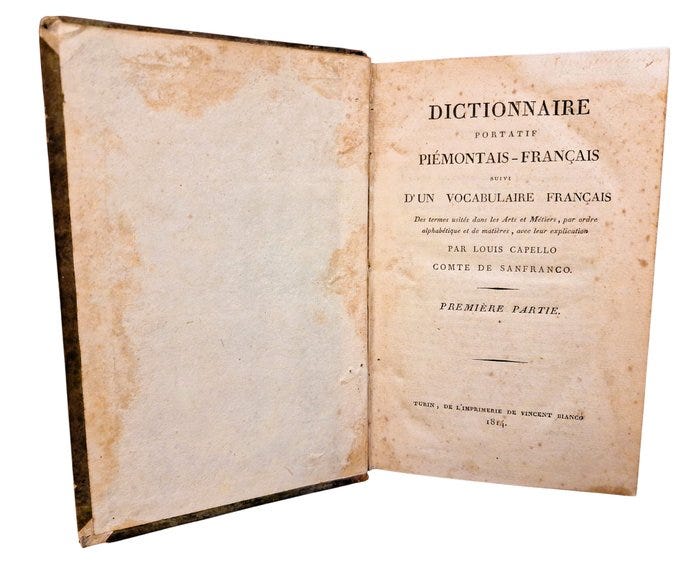 DICTIONNAIRE
PORTATIF
PIÉMONTAIS-FRANÇAIS
SUIVI
D'UN VOCABULAIRE FRANÇAIS
Des termes usités dans les Arts et Métiers, par ordre
alphabétique et de matières, avec leur explication
PAR LOUIS CAPELLO
COMTE DE SANFRANCO.
PREMIÈRE PARTIE.
TURIN, DE L'IMPRIMERIE DE VINCENT BIANCO
1814.